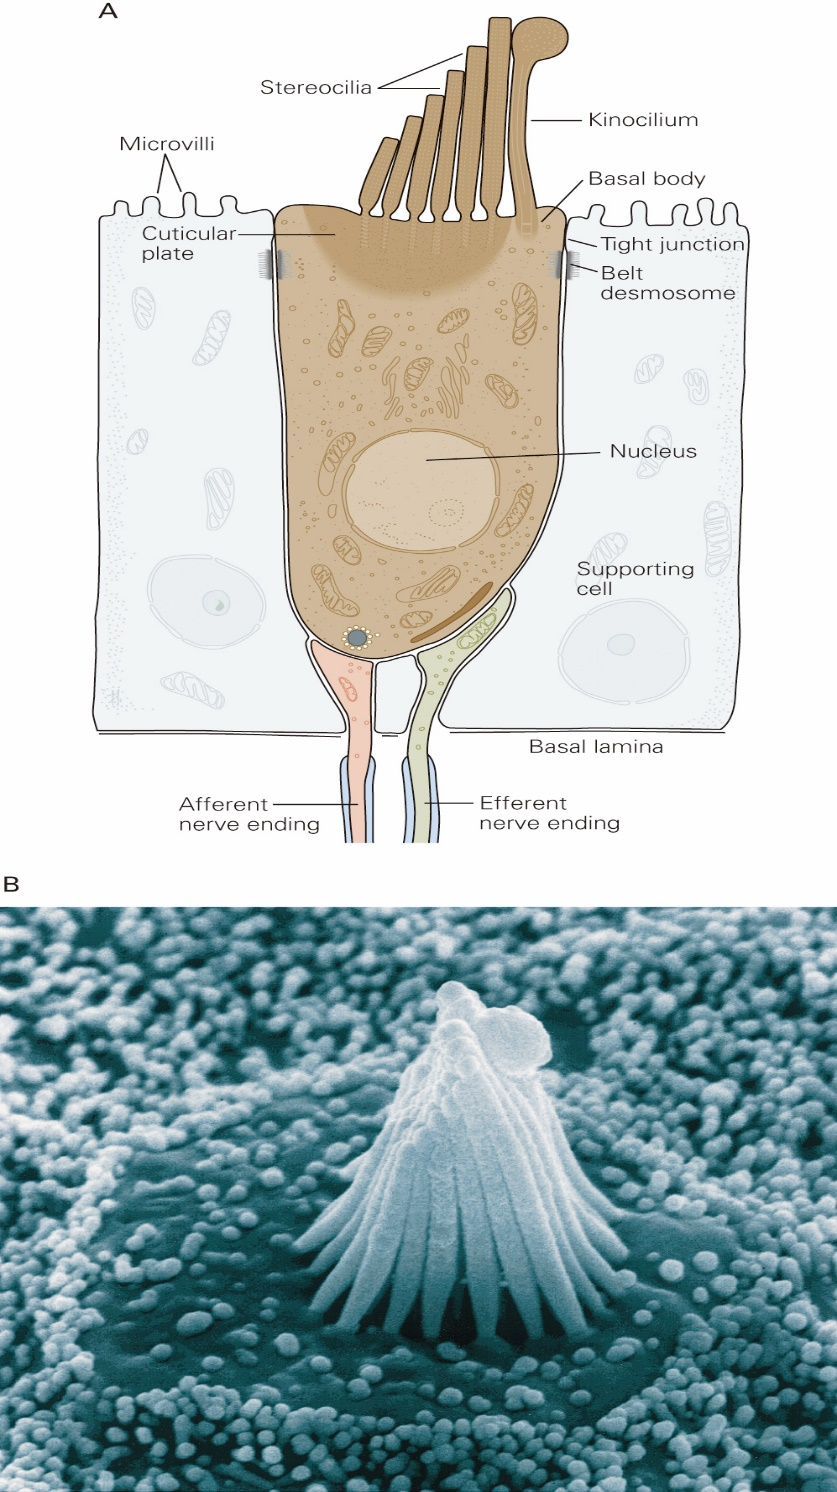 A
Stereocilia
Kinocilium
Microvilli
Basal body
Cuticular
plate
Tight junction
Belt
desmosome
Nucleus
Supporting
cell
Basal lamina
Afferent
nerve ending
Efferent
nerve ending
B